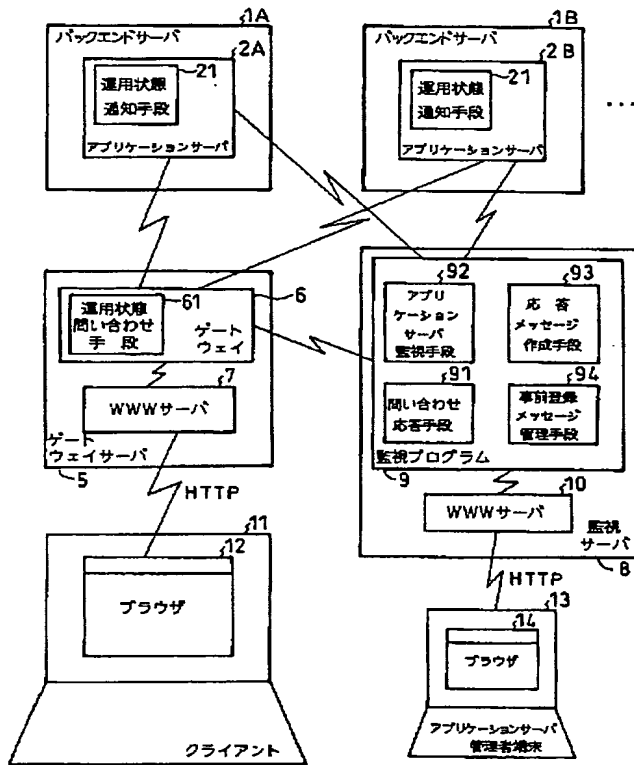 1A
バックエンドサーバ
2A
21
運用状態
通知手段
アプリケーションサーバ
1B
バックエンドサーバ
2B
21
運用状態
通知手段
アプリケーションサーバ
...
61
6
運用状態
問い合わせ
手 段
ゲート
ウェイ
7
WWWサーバ
ゲート
ウェイサーバ
5
HTTP
92
アプリ
ケーション
サーバ
監視手段
93
応 答
メッセージ
作成手段
91
問い合わせ
応答手段
94
事前登録
メッセージ
管理手段
監視プログラム
9
10
WWWサーバ
監視
サーバ
8
HTTP
11
12
ブラウザ
クライアント
13
14
ブラウザ
アプリケーションサーバ
管理者端末